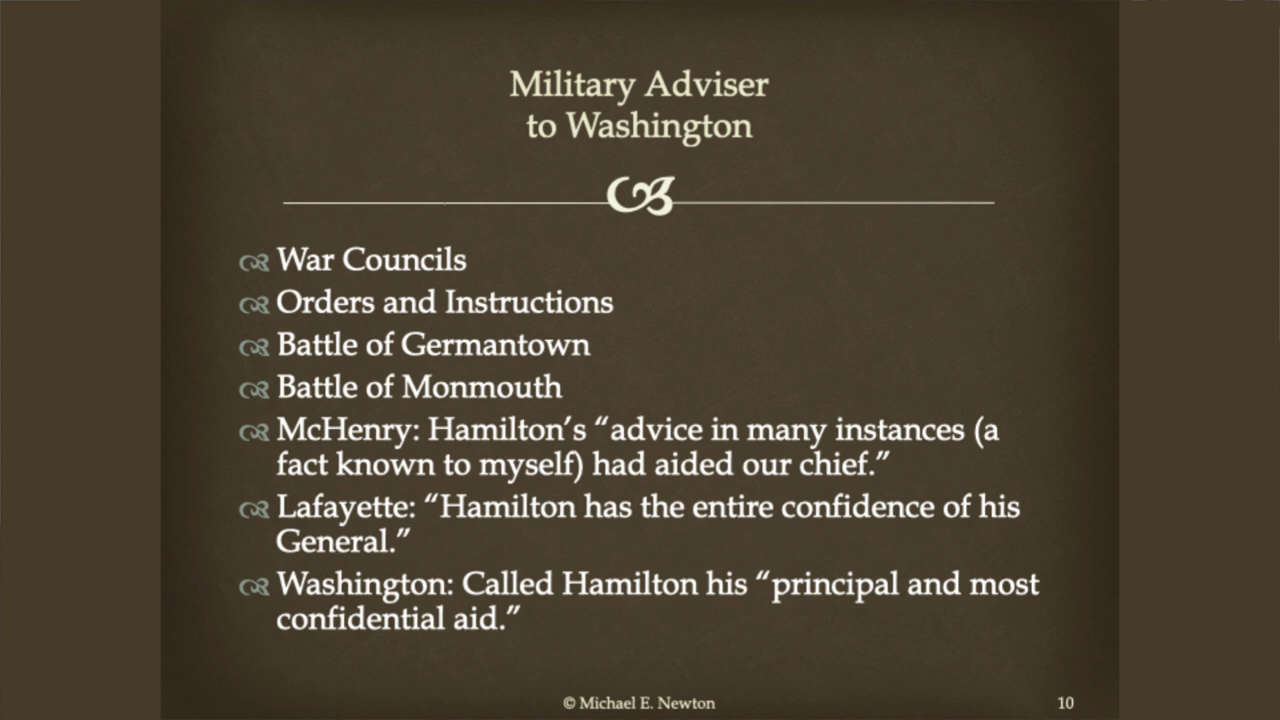 Military Adviser
to Washington
War Councils
Orders and Instructions
Battle of Germantown
Battle of Monmouth
McHenry: Hamilton’s “advice in many instances (a
fact known to myself) had aided our chief.”
Lafayette: “Hamilton has the entire confidence of his
General.”
Washington: Called Hamilton his “principal and most
confidential aid.”
© Michael E. Newton
10